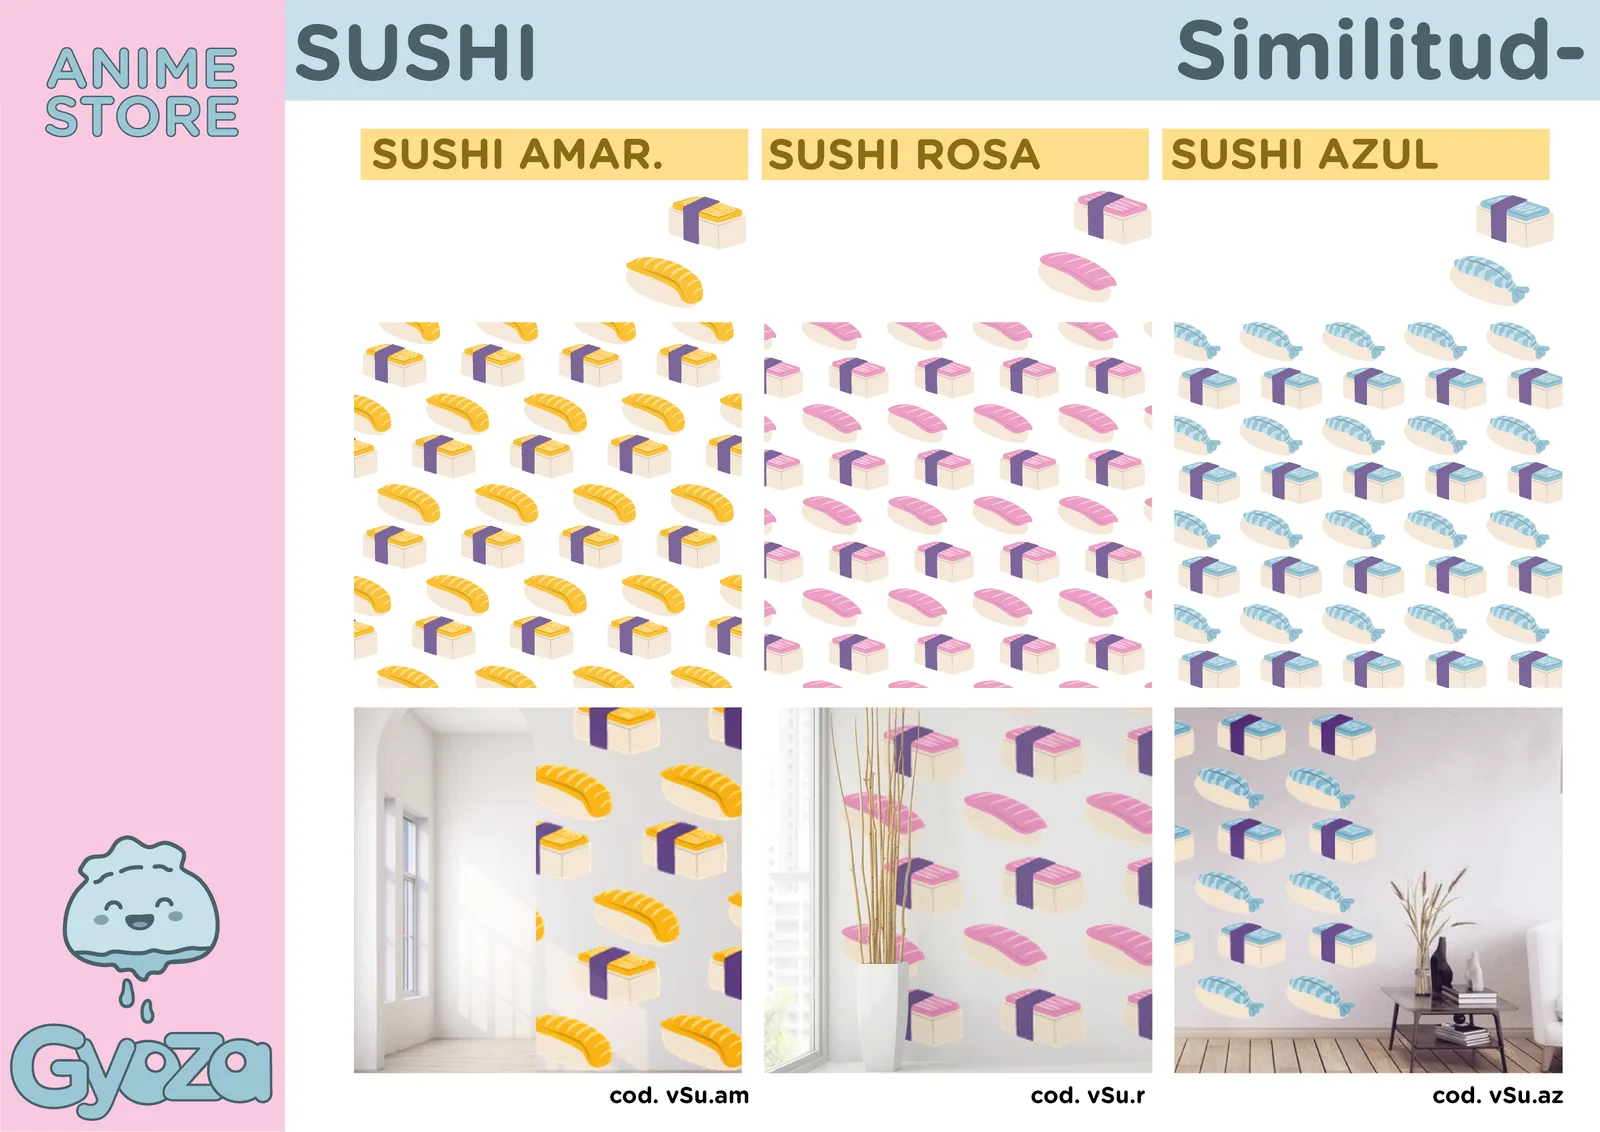 ANIME
STORE
SUSHI
Similitud-
SUSHI AMAR.
SUSHI ROSA
SUSHI AZUL
cod. vSu.am
cod. vSu.r
cod. vSu.az
Gyoza